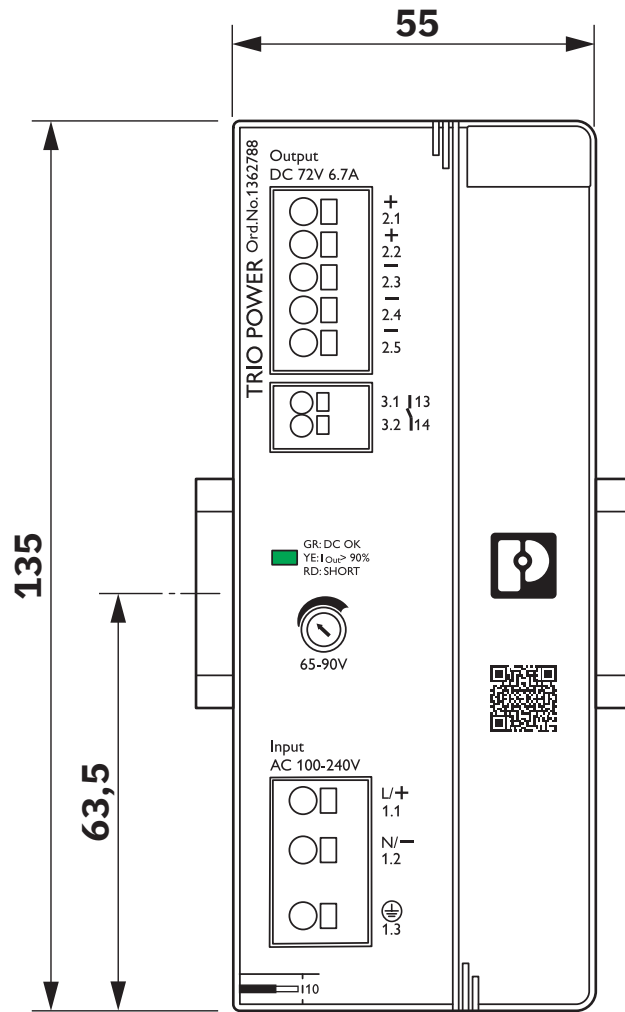 55
135
63,5
TRIO POWER Ord.No.1362788
Output
DC 72V 6.7A
+
2.1
+
2.2
−
2.3
−
2.4
−
2.5
3.1 13
3.2 14
GR: DC OK
YE: I Out> 90%
RD: SHORT
65-90V
Input
AC 100-240V
L/+
1.1
N/−
1.2
1.3
10